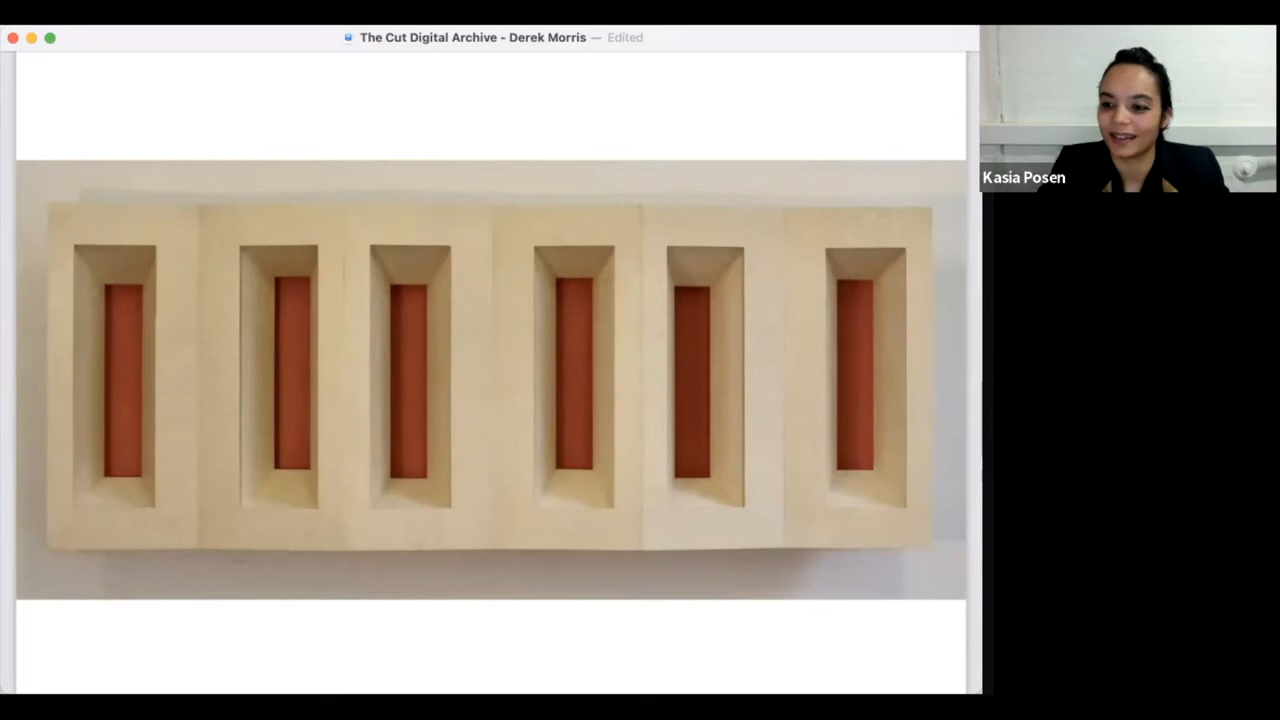 The Cut Digital Archive - Derek Morris — Edited
Kasia Posen